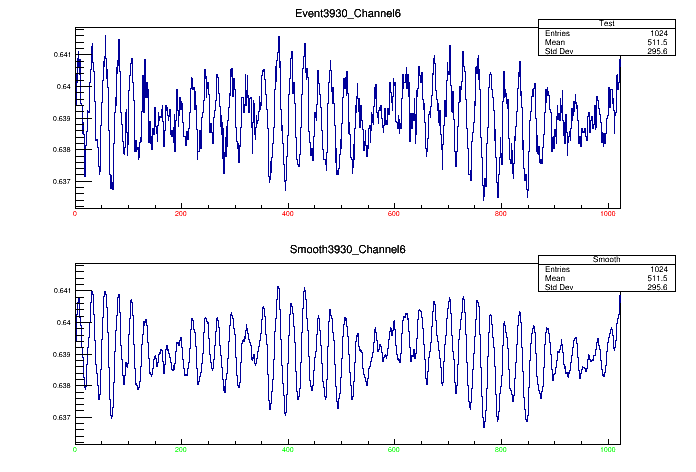 Event3930_Channel6
Test
Entries 1024
Mean 511.5
Std Dev 295.6
0.641
0.64
0.639
0.638
0.637
0 200 400 600 800 1000
Smooth3930_Channel6
Smooth
Entries 1024
Mean 511.5
Std Dev 295.6
0.641
0.64
0.639
0.638
0.637
0 200 400 600 800 1000